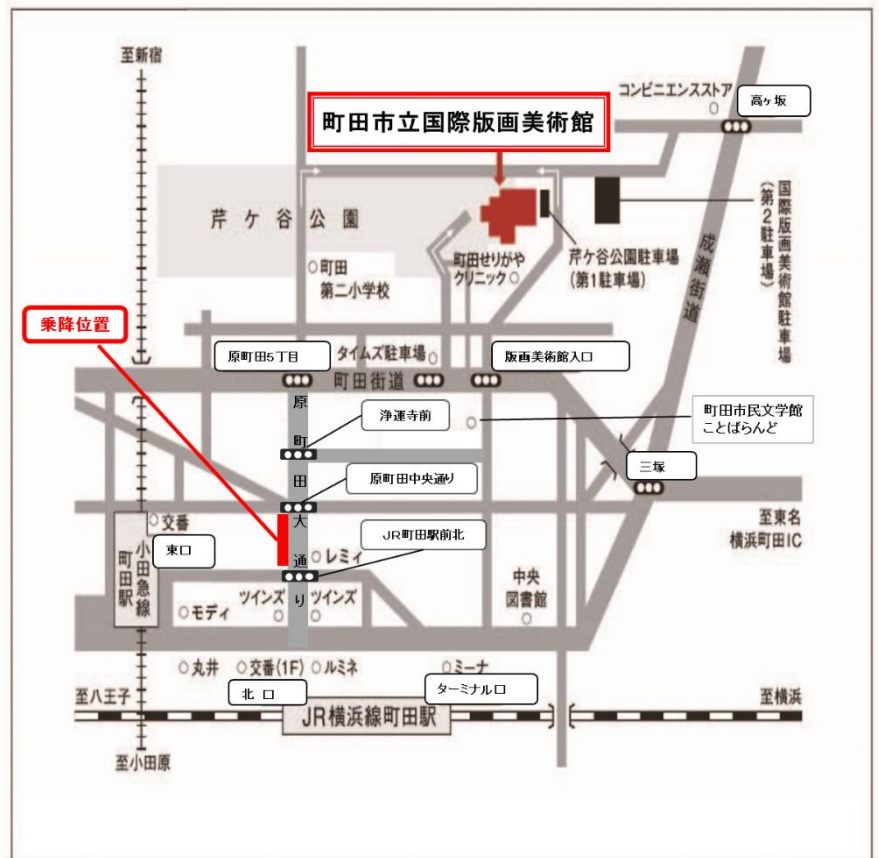 至新宿
コンビニエンスストア
高ヶ坂
町田市立国際版画美術館
芹ケ谷公園
町田
第二小学校
町田せりがや
クリニック
芹ケ谷公園駐車場
(第1駐車場)
国際版画美術館駐車場
(第2駐車場)
成瀬街道
乗降位置
原町田5丁目
タイムズ駐車場
版画美術館入口
町田街道
原町田大通り
浄運寺前
町田市民文学館
ことばらんど
原町田中央通り
三塚
至東名
横浜町田IC
交番
東口
小田急線
町田駅
JR町田駅前北
レミィ
ツインズ
ツインズ
モディ
中央
図書館
丸井
交番(1F)
ルミネ
ミーナ
北口
ターミナル口
至八王子
JR横浜線町田駅
至横浜
至小田原